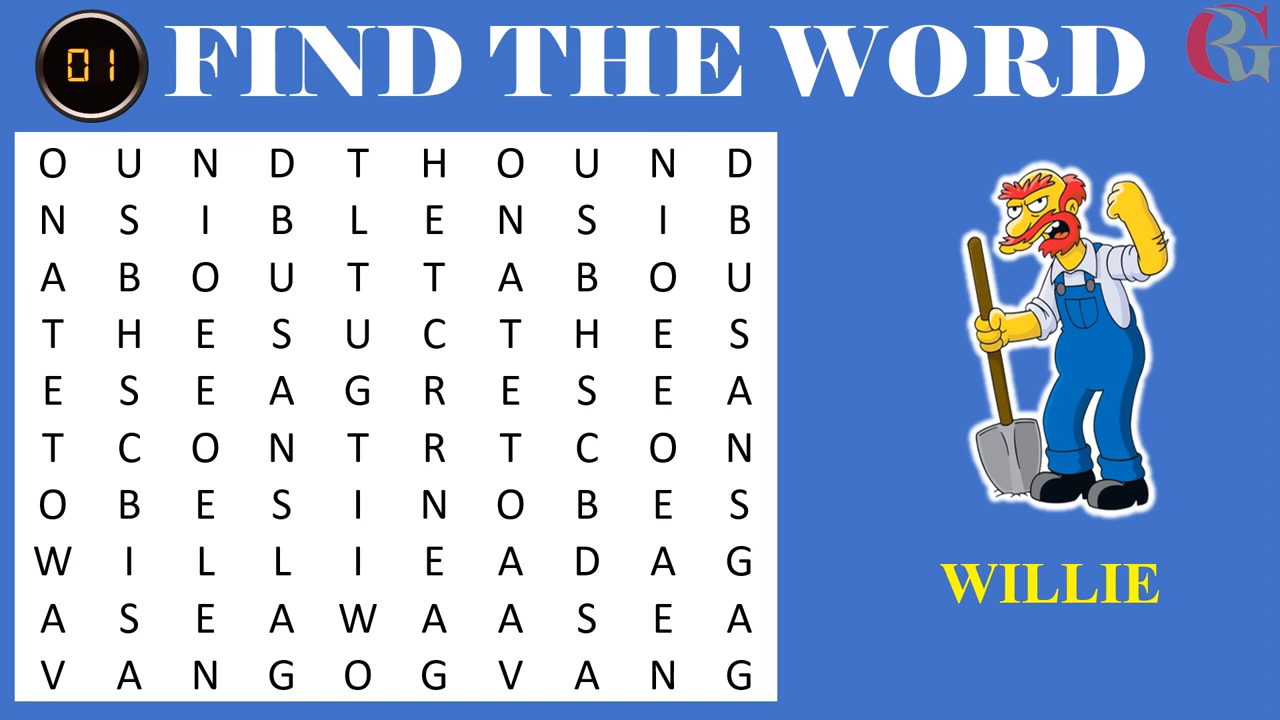 01
FIND THE WORD
O U N D T H O U N D
N S I B L E N S I B
A B O U T T A B O U
T H E S U C T H E S
E S E A G R E S E A
T C O N T R T C O N
O B E S I N O B E S
W I L L I E A D A G
A S E A W A A S E A
V A N G O G V A N G
WILLIE